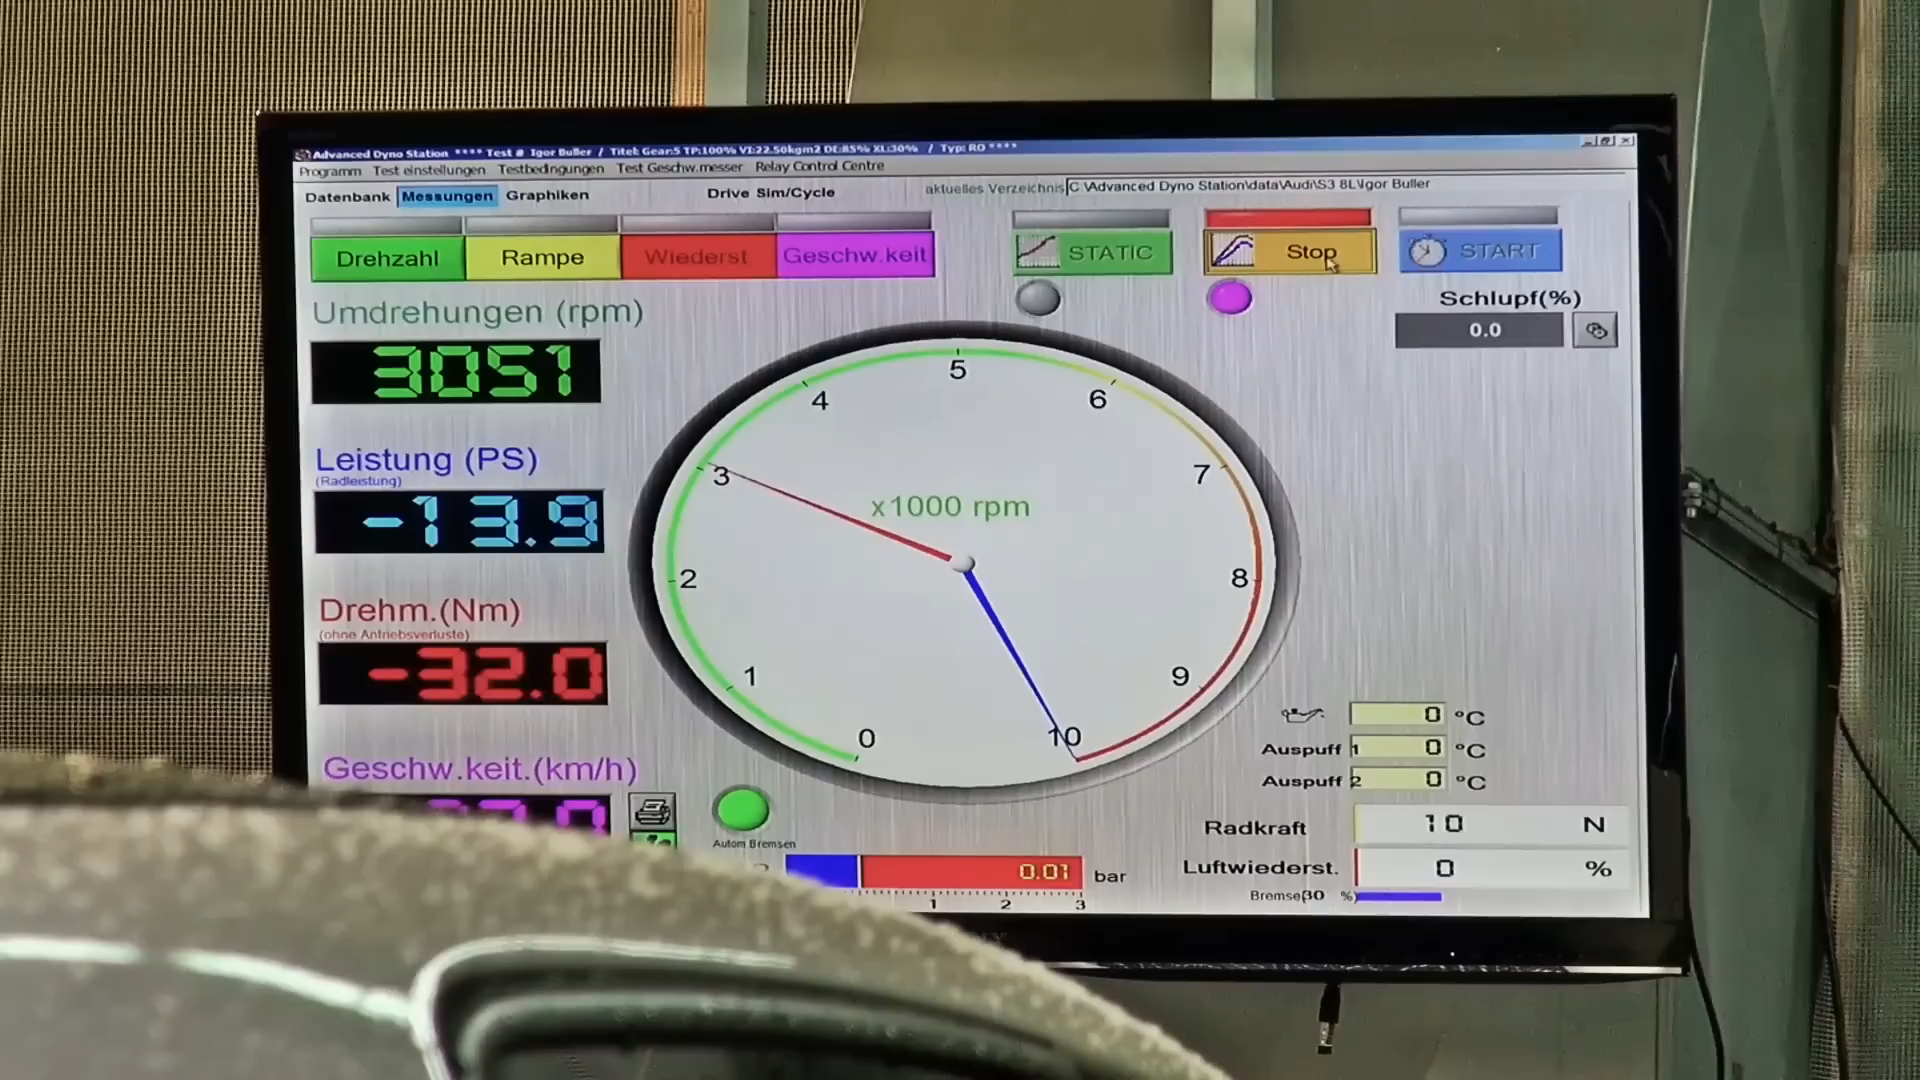 Advanced Dyno Station **** Test @ Igor Buller / Titel: Gear:5 TP:100% VI:22.50kgm2 DL:85% XL:30% / Typ: RO ****
Programm Test einstellungen Testbedingungen Test Geschw.messer Relay Control Centre
Datenbank Messungen Graphiken Drive Sim/Cycle aktuelles Verzeichnis C:\Advanced Dyno Station\data\Audi\S3 8L\Igor Buller
Drehzahl Rampe Wiederst Geschw.keit STATIC Stop START
Schlupf(%)
0.0
Umdrehungen (rpm)
3051
Leistung (PS)
(Radleistung)
-13.9
Drehm.(Nm)
(ohne Antriebsverluste)
-32.0
Geschw.keit.(km/h)
0 1 2 3 4 5 6 7 8 9 10
x1000 rpm
Autom Bremsen
0.01 bar
1 2 3
0 °C
Auspuff 1 0 °C
Auspuff 2 0 °C
Radkraft 10 N
Luftwiederst. 0 %
Bremse(30 %)